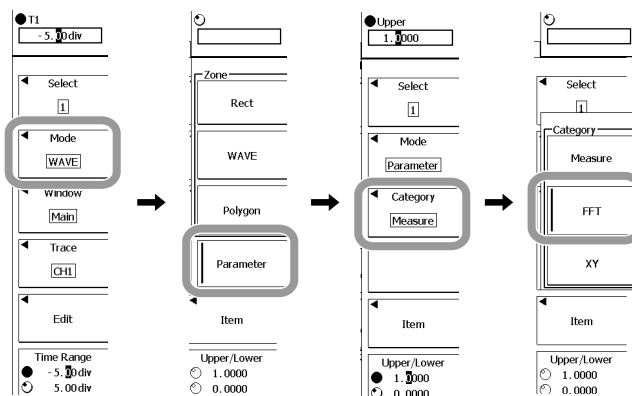 T1
- 5.00div
Select
1
Mode
WAVE
Window
Main
Trace
CH1
Edit
Time Range
- 5.00div
5.00div
Zone
Rect
WAVE
Polygon
Parameter
Item
Upper/Lower
1.0000
0.0000
Upper
1.0000
Select
1
Mode
Parameter
Category
Measure
Item
Upper/Lower
1.0000
0.0000
Select
1
Category
Measure
FFT
XY
Item
Upper/Lower
1.0000
0.0000